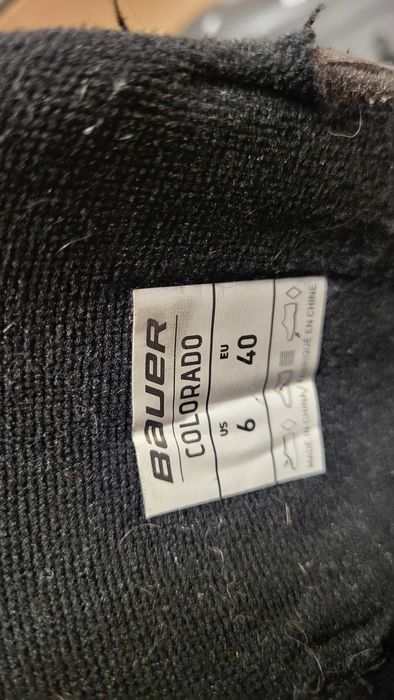 BAUER
COLORADO
US EU
6 40
MADE IN CHINA/FABRIQUÉ EN CHINE